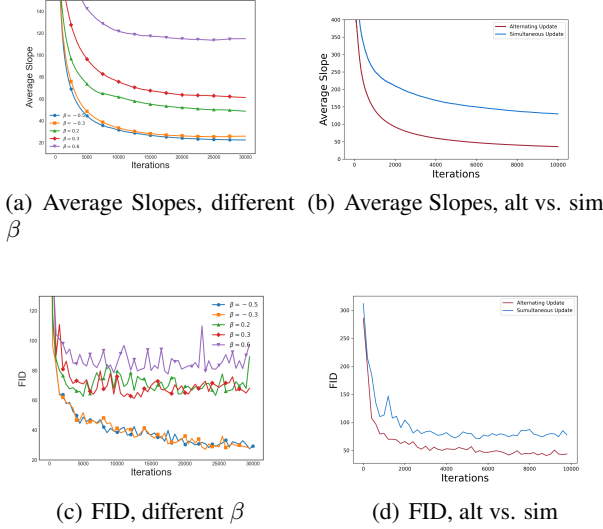 140
120
100
80
60
40
20
Average Slope
β = −0.5
β = −0.3
β = 0.2
β = 0.3
β = 0.6
0
5000
10000
15000
20000
25000
30000
Iterations
400
350
300
250
200
150
100
50
0
Average Slope
Alternating Update
Simultaneous Update
0
2000
4000
6000
8000
10000
Iterations
(a) Average Slopes, different
β
(b) Average Slopes, alt vs. sim
120
100
80
60
40
20
FID
β = −0.5
β = −0.3
β = 0.2
β = 0.3
β = 0.6
0
5000
10000
15000
20000
25000
30000
Iterations
300
250
200
150
100
50
FID
Alternating Update
Sumultaneous Update
0
2000
4000
6000
8000
10000
Iterations
(c) FID, different β
(d) FID, alt vs. sim